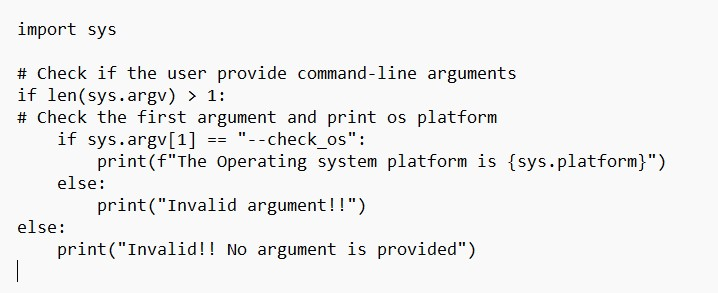 import sys

# Check if the user provide command-line arguments
if len(sys.argv) > 1:
# Check the first argument and print os platform
    if sys.argv[1] == "--check_os":
        print(f"The Operating system platform is {sys.platform}")
    else:
        print("Invalid argument!!")
else:
    print("Invalid!! No argument is provided")